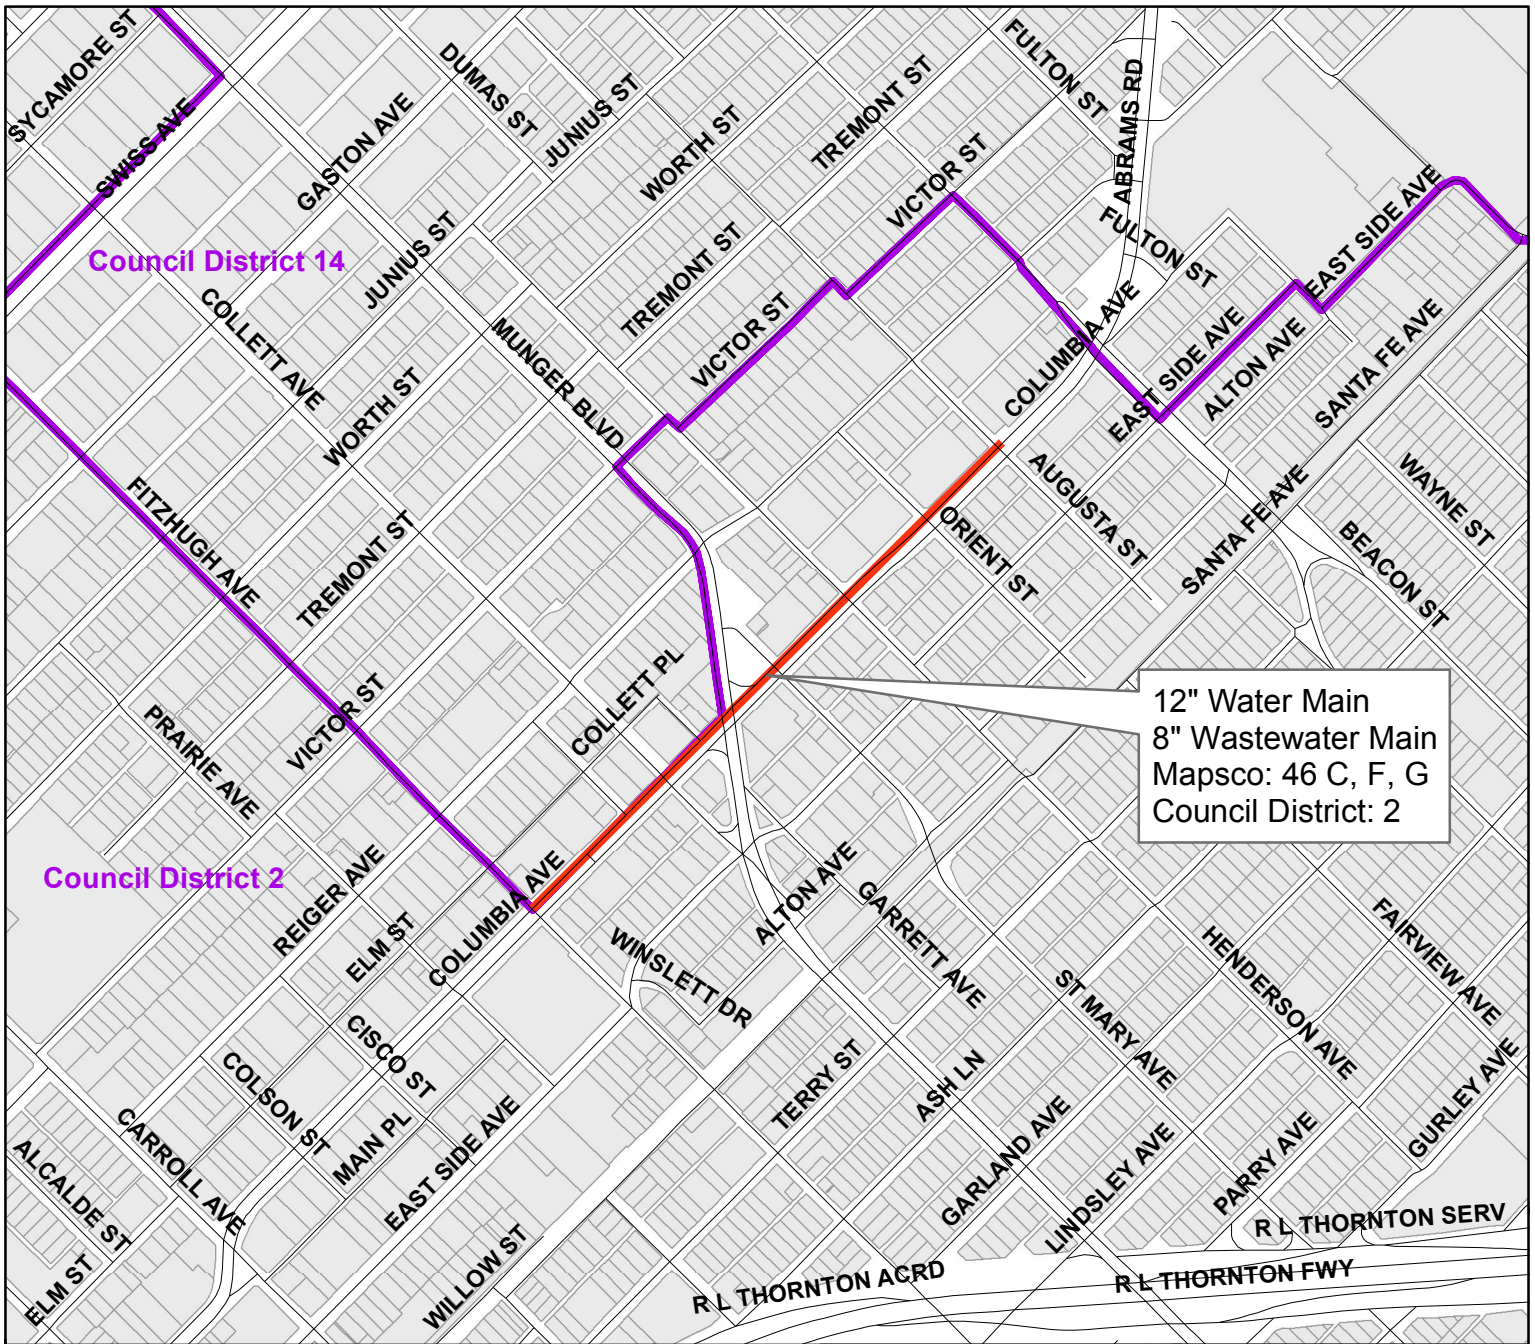 SYCAMORE ST
DUMAS ST
FULTON ST
ABRAMS RD
SWISS AVE
GASTON AVE
JUNIUS ST
WORTH ST
TREMONT ST
VICTOR ST
EAST SIDE AVE
FULTON ST
Council District 14
JUNIUS ST
TREMONT ST
COLLETT AVE
MUNGER BLVD
VICTOR ST
COLUMBIA AVE
EAST SIDE AVE
ALTON AVE
SANTA FE AVE
WORTH ST
AUGUSTA ST
WAYNE ST
FITZHUGH AVE
TREMONT ST
ORIENT ST
SANTA FE AVE
BEACON ST
COLLETT PL
VICTOR ST
PRAIRIE AVE
12" Water Main
8" Wastewater Main
Mapsco: 46 C, F, G
Council District: 2
Council District 2
REIGER AVE
ELM ST
COLUMBIA AVE
ALTON AVE
GARRETT AVE
WINSLETT DR
ST MARY AVE
HENDERSON AVE
FAIRVIEW AVE
CISCO ST
COLSON ST
MAIN PL
EAST SIDE AVE
TERRY ST
ASH LN
GARLAND AVE
LINDSLEY AVE
PARRY AVE
GURLEY AVE
CARROLL AVE
ALCALDE ST
ELM ST
WILLOW ST
R L THORNTON SERV
R L THORNTON ACRD
R L THORNTON FWY